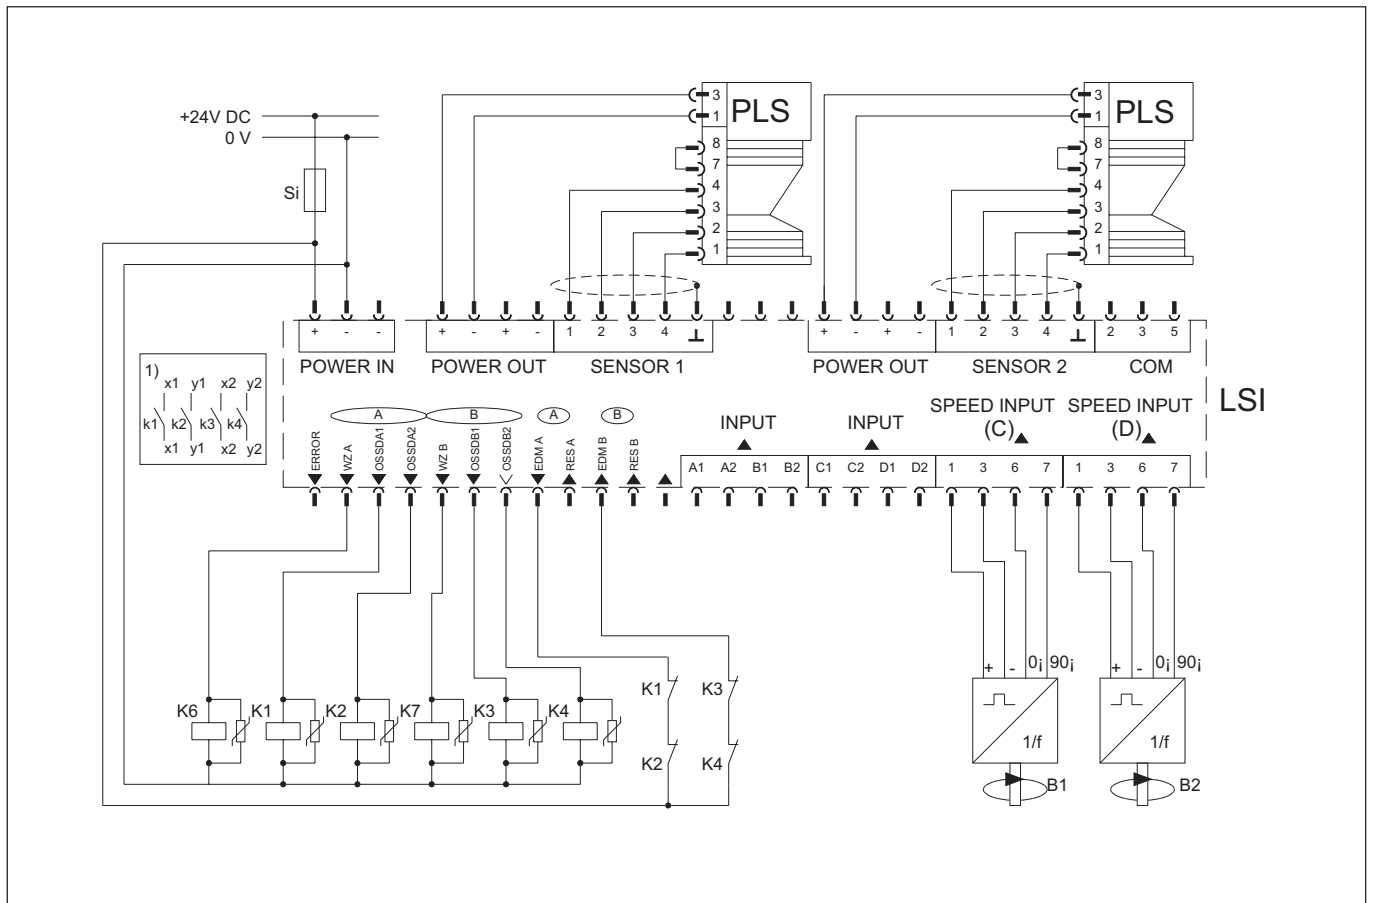 +24V DC
0 V
Si
3
1
8
7
4
3
2
1
PLS
3
1
8
7
4
3
2
1
PLS
+ - -
+ - + -
1 2 3 4
+ - + -
1 2 3 4
2 3 5
POWER IN
POWER OUT
SENSOR 1
POWER OUT
SENSOR 2
COM
LSI
1)
x1 y1 x2 y2
k1 k2 k3 k4
x1 y1 x2 y2
A
B
A
B
ERROR
WZ A
OSSDA1
OSSDA2
WZ B
OSSDB1
OSSDB2
EDM A
RES A
EDM B
RES B
INPUT
INPUT
SPEED INPUT
(C)
SPEED INPUT
(D)
A1 A2 B1 B2
C1 C2 D1 D2
1 3 6 7
1 3 6 7
K6 K1 K2 K7 K3 K4
K1
K2
K3
K4
+ - 0¡ 90¡
1/f
B1
+ - 0¡ 90¡
1/f
B2